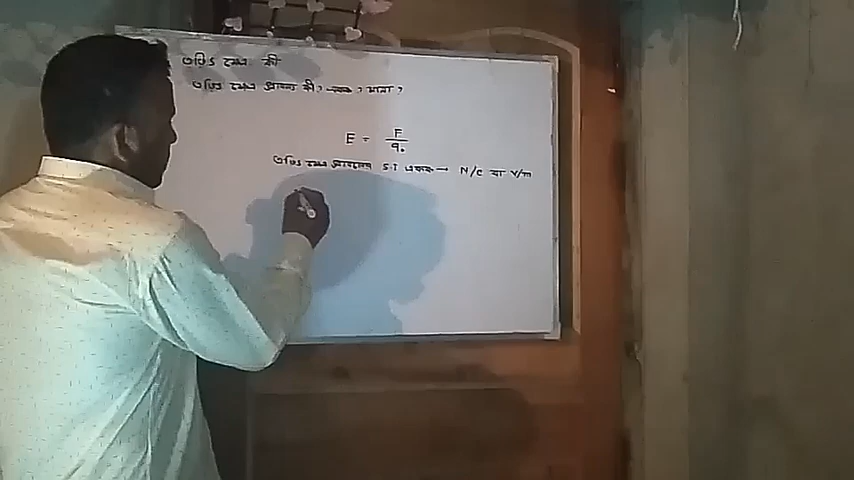 তড়িৎ ক্ষেত্র কী
তড়িৎ ক্ষেত্র প্রাবল্য কী? একক? মাত্রা?
E = F/q₀
তড়িৎ ক্ষেত্র প্রাবল্যের S.I একক → N/C বা V/m